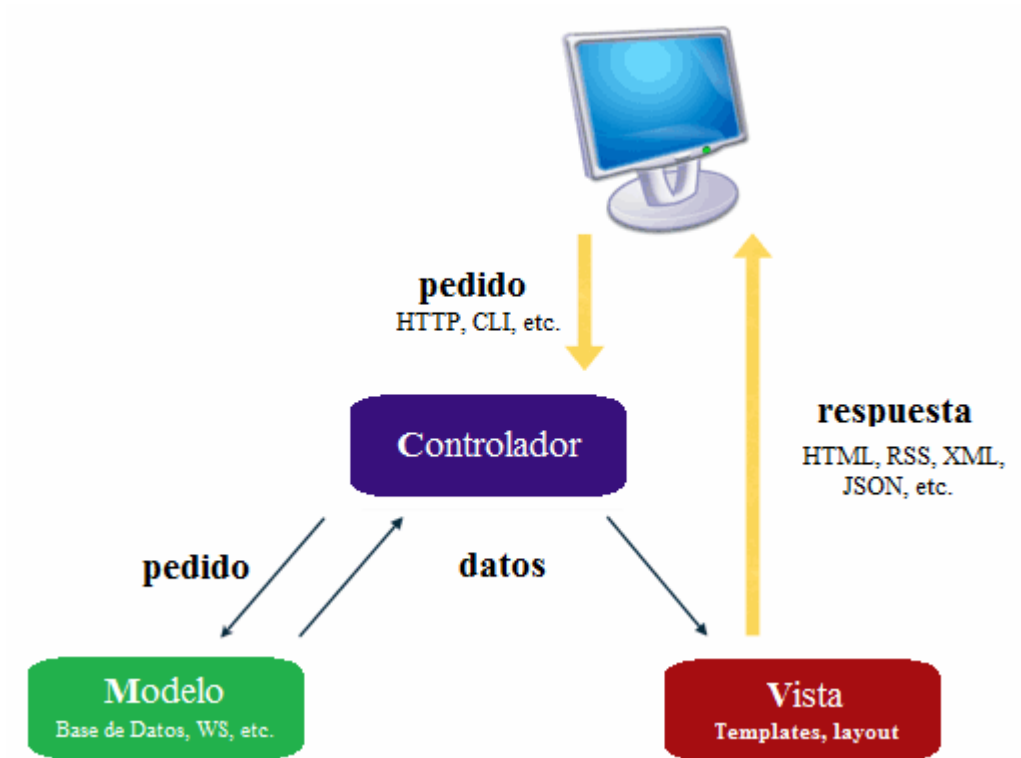 pedido
HTTP, CLI, etc.
Controlador
respuesta
HTML, RSS, XML,
JSON, etc.
pedido
datos
Modelo
Base de Datos, WS, etc.
Vista
Templates, layout